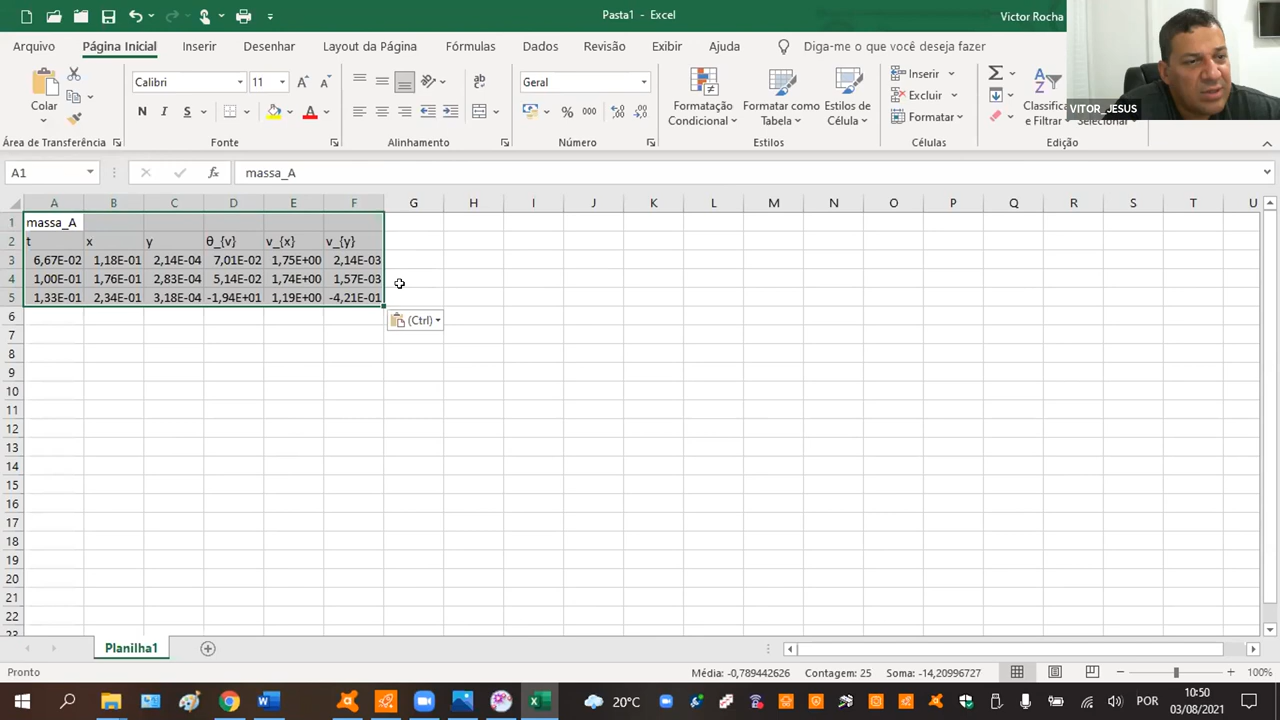 Pasta1 - Excel
Victor Rocha
Arquivo Página Inicial Inserir Desenhar Layout da Página Fórmulas Dados Revisão Exibir Ajuda Diga-me o que você deseja fazer
VITOR_JESUS
Colar
Calibri 11
N I S
Geral
Formatação Condicional
Formatar como Tabela
Estilos de Célula
Inserir
Excluir
Formatar
e Filtrar
Selecionar
Área de Transferência Fonte Alinhamento Número Estilos Células Edição
A1 fx massa_A
A B C D E F G H I J K L M N O P Q R S T U
1 massa_A
2 t x y θ_{v} v_{x} v_{y}
3 6,67E-02 1,18E-01 2,14E-04 7,01E-02 1,75E+00 2,14E-03
4 1,00E-01 1,76E-01 2,83E-04 5,14E-02 1,74E+00 1,57E-03
5 1,33E-01 2,34E-01 3,18E-04 -1,94E+01 1,19E+00 -4,21E-01
6 (Ctrl)
7
8
9
10
11
12
13
14
15
16
17
18
19
20
21
22
23
Planilha1
Pronto Média: -0,789442626 Contagem: 25 Soma: -14,20996727 100%
20°C POR 10:50
03/08/2021